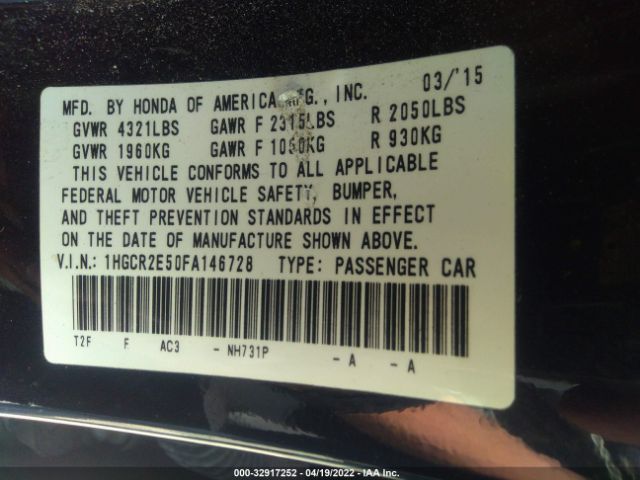 MFD. BY HONDA OF AMERICA MFG., INC. 03/'15
GVWR 4321LBS GAWR F 2315LBS R 2050LBS
GVWR 1960KG GAWR F 1050KG R 930KG
THIS VEHICLE CONFORMS TO ALL APPLICABLE
FEDERAL MOTOR VEHICLE SAFETY, BUMPER,
AND THEFT PREVENTION STANDARDS IN EFFECT
ON THE DATE OF MANUFACTURE SHOWN ABOVE.
V.I.N.: 1HGCR2E50FA146728 TYPE: PASSENGER CAR
T2F F AC3 - NH731P - A - A
000-32917252 - 04/19/2022 - IAA Inc.